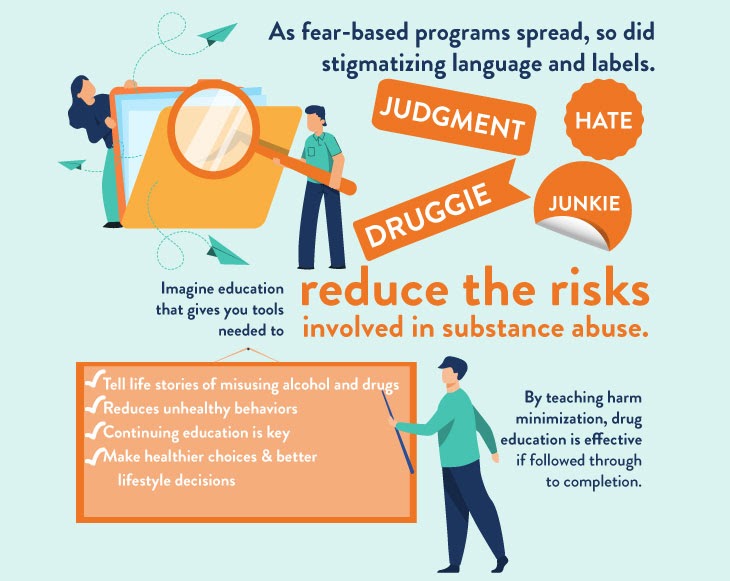 As fear-based programs spread, so did
stigmatizing language and labels.
JUDGMENT
HATE
DRUGGIE
JUNKIE
Imagine education
that gives you tools
needed to
reduce the risks
involved in substance abuse.
Tell life stories of misusing alcohol and drugs
Reduces unhealthy behaviors
Continuing education is key
Make healthier choices & better
lifestyle decisions
By teaching harm
minimization, drug
education is effective
if followed through
to completion.